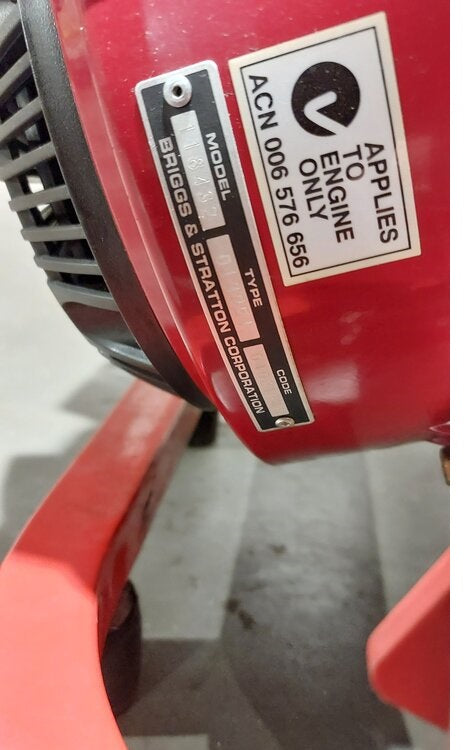 MODEL
TYPE
CODE
BRIGGS & STRATTON CORPORATION
APPLIES
TO
ENGINE
ONLY
ACN 006 576 656